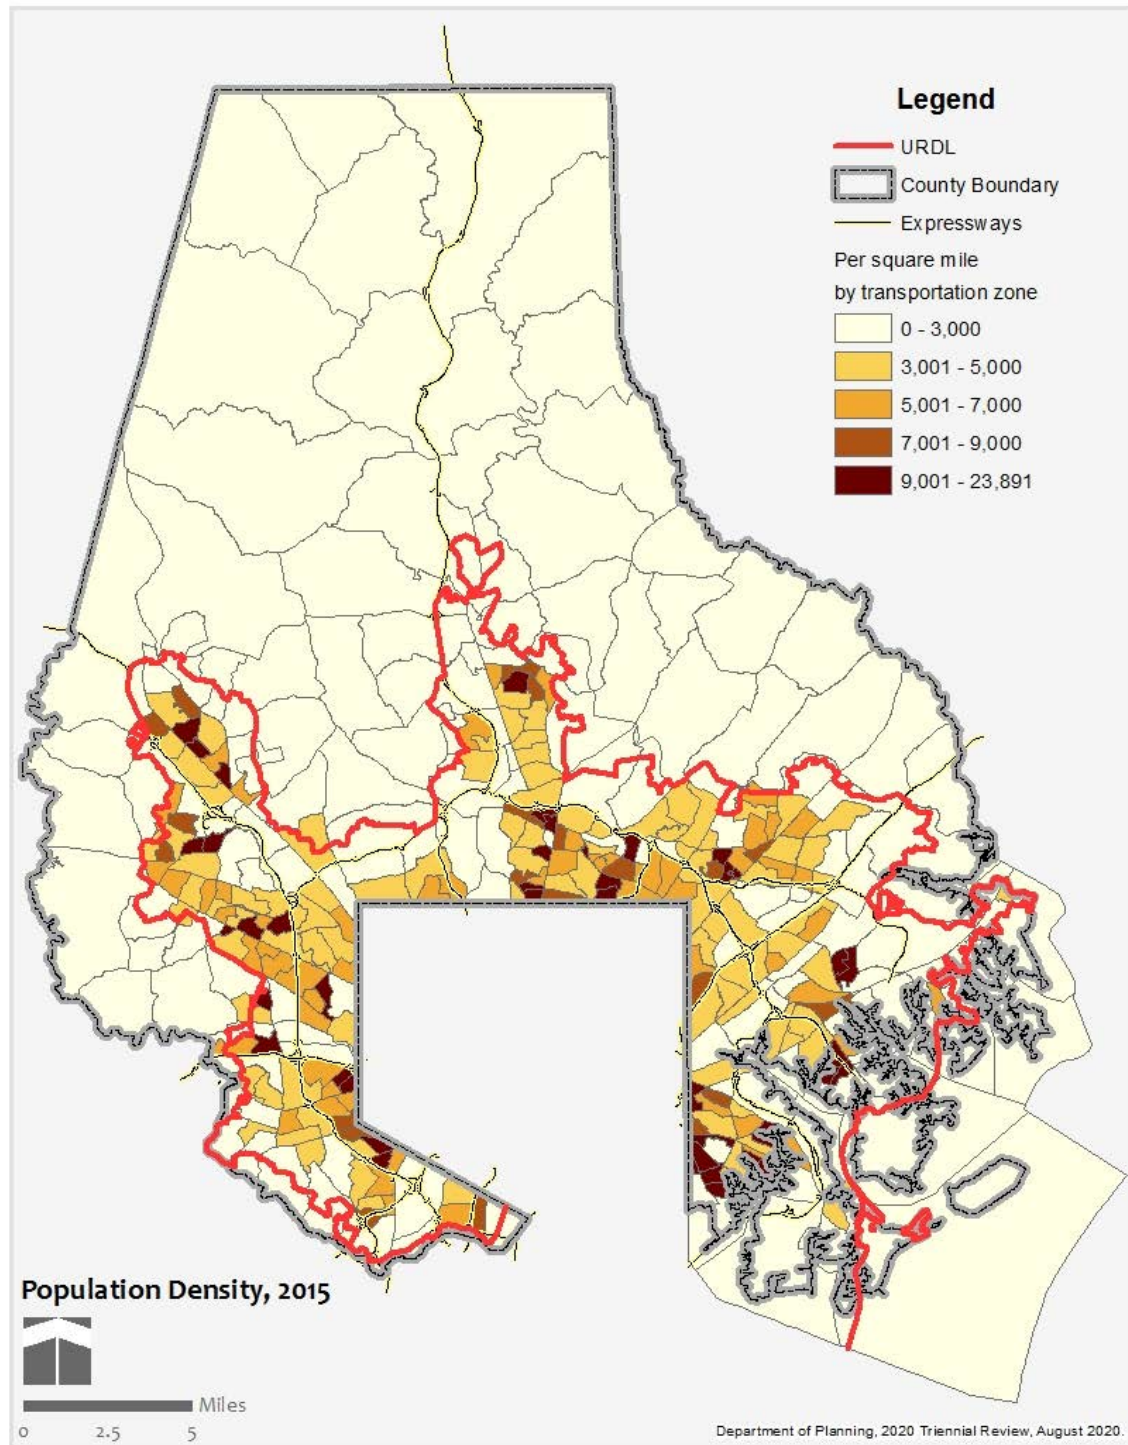 Legend
URDL
County Boundary
Expressways
Per square mile
by transportation zone
0 - 3,000
3,001 - 5,000
5,001 - 7,000
7,001 - 9,000
9,001 - 23,891
Population Density, 2015
Miles
0 2.5 5
Department of Planning, 2020 Triennial Review, August 2020.